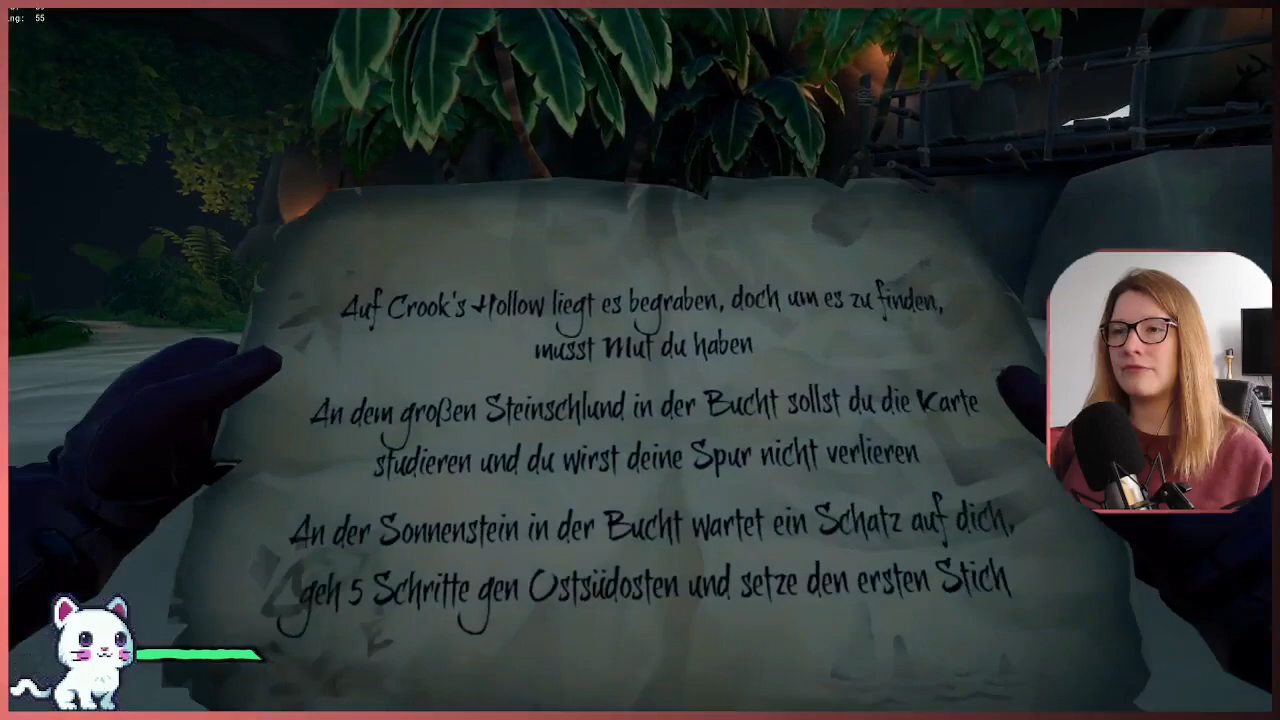 ng: 55
Auf Crook's Hollow liegt es begraben, doch um es zu finden,
musst Mut du haben
An dem großen Steinschlund in der Bucht sollst du die Karte
studieren und du wirst deine Spur nicht verlieren
An der Sonnenstein in der Bucht wartet ein Schatz auf dich,
geh 5 Schritte gen Ostsüdosten und setze den ersten Stich
E